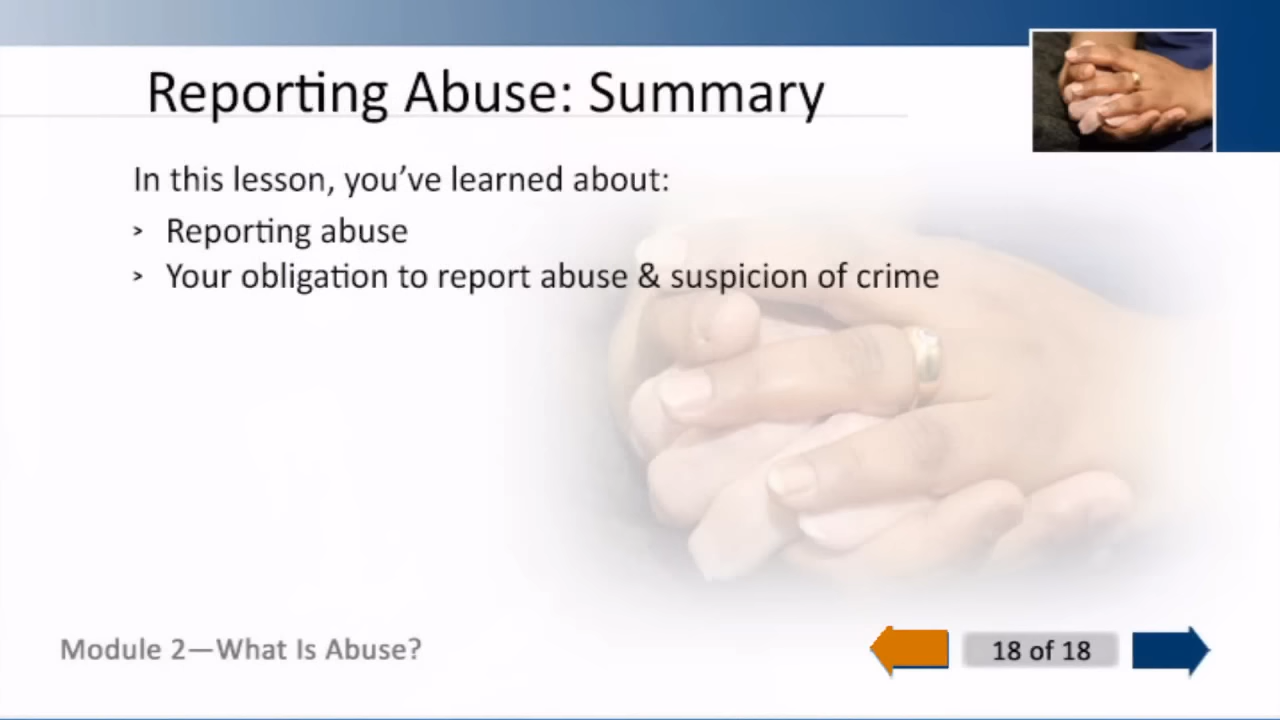 Reporting Abuse: Summary
In this lesson, you’ve learned about:
> Reporting abuse
> Your obligation to report abuse & suspicion of crime
Module 2—What Is Abuse?
18 of 18